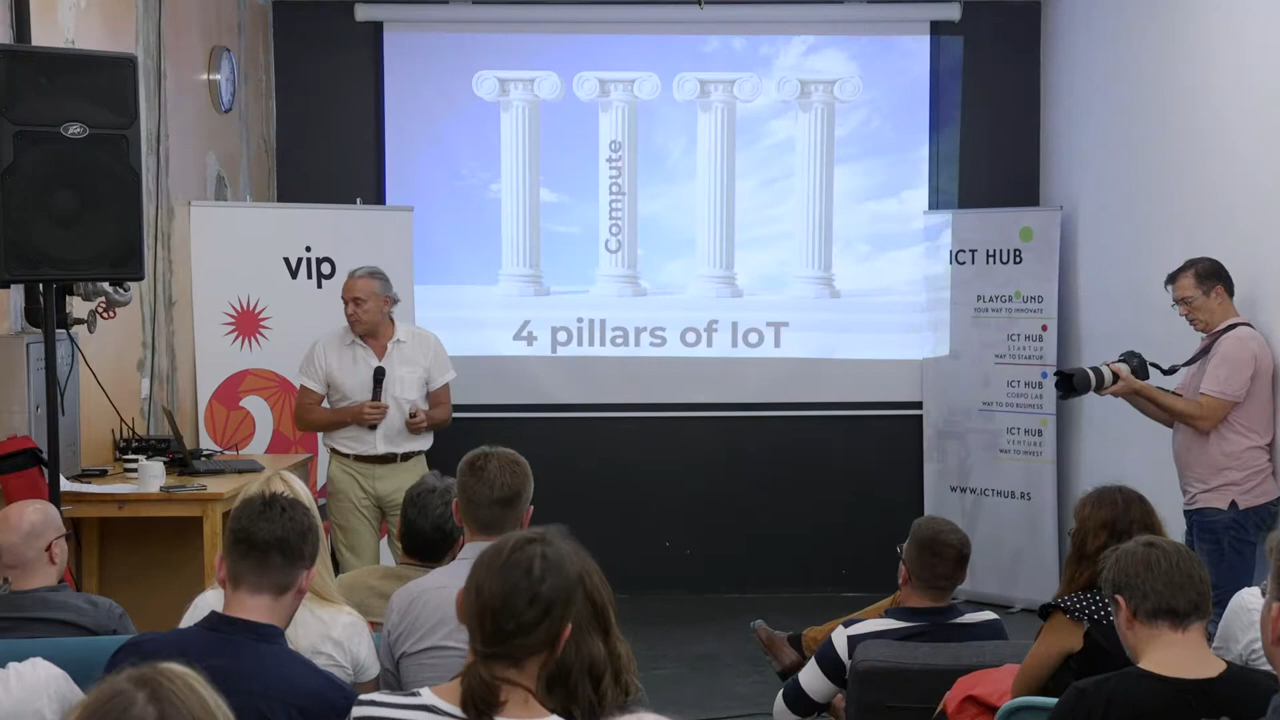 PEAVEY
vip
Compute
4 pillars of IoT
ICT HUB
PLAYGROUND
YOUR WAY TO INNOVATE
ICT HUB
STARTUP
WAY TO STARTUP
ICT HUB
CORPO LAB
WAY TO DO BUSINESS
ICT HUB
VENTURE
WAY TO INVEST
WWW.ICTHUB.RS